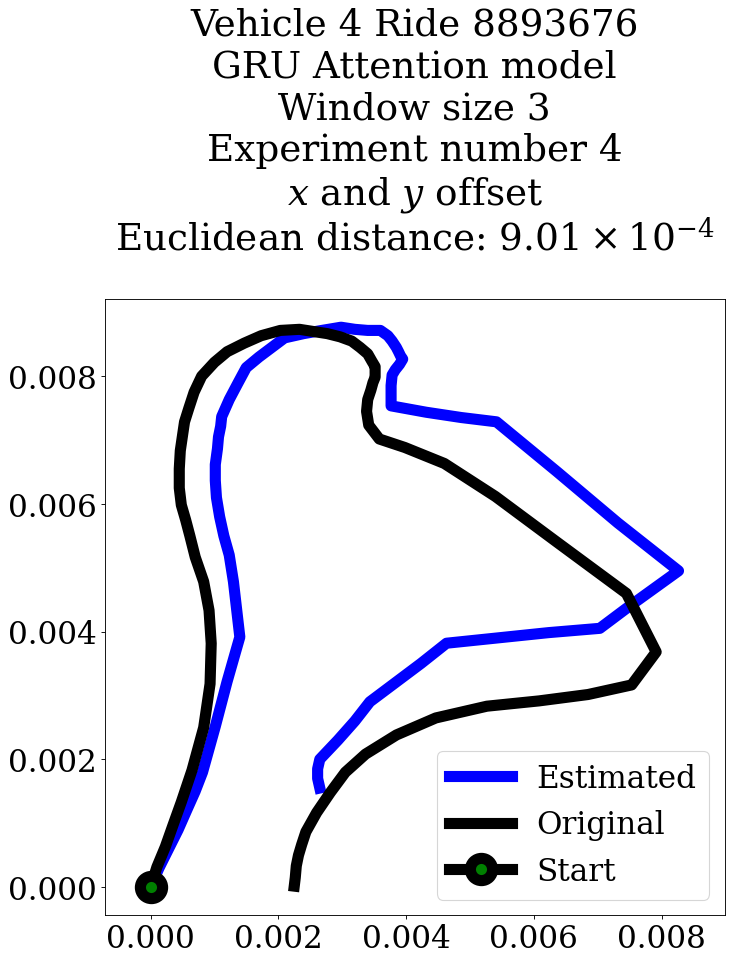 Vehicle 4 Ride 8893676
GRU Attention model
Window size 3
Experiment number 4
x and y offset
Euclidean distance: 9.01 × 10⁻⁴
0.008
0.006
0.004
0.002
0.000
Estimated
Original
Start
0.000 0.002 0.004 0.006 0.008